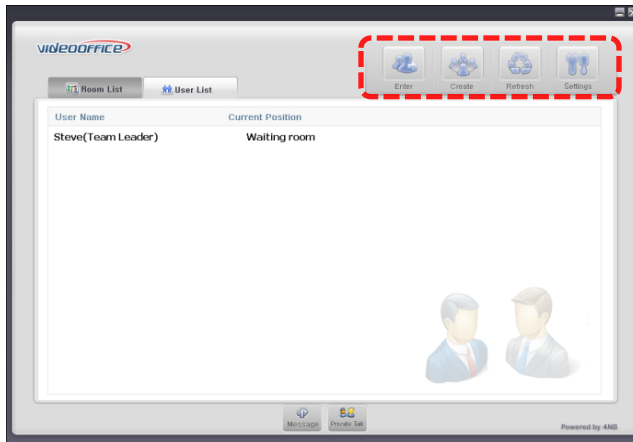 VIDEOOFFICE
Enter Create Refresh Settings
Room List User List
User Name Current Position
Steve(Team Leader) Waiting room
Message Private Talk
Powered by 4NB